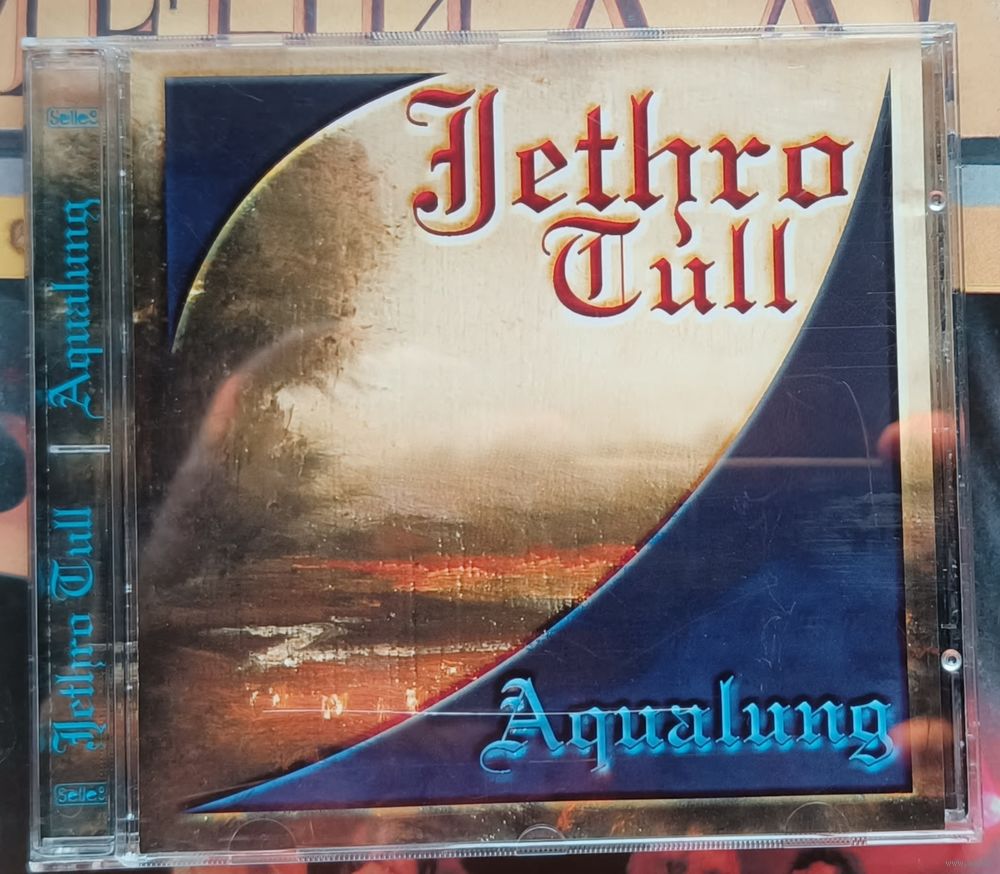 Jethro
Tull
Aqualung
Jethro Tull | Aqualung
Selles
Selles